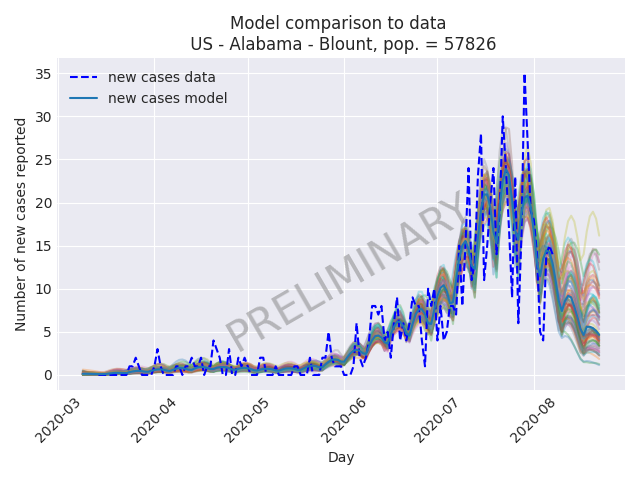 Model comparison to data
US - Alabama - Blount, pop. = 57826
new cases data
new cases model
PRELIMINARY
Number of new cases reported
35
30
25
20
15
10
5
0
2020-03
2020-04
2020-05
2020-06
2020-07
2020-08
Day